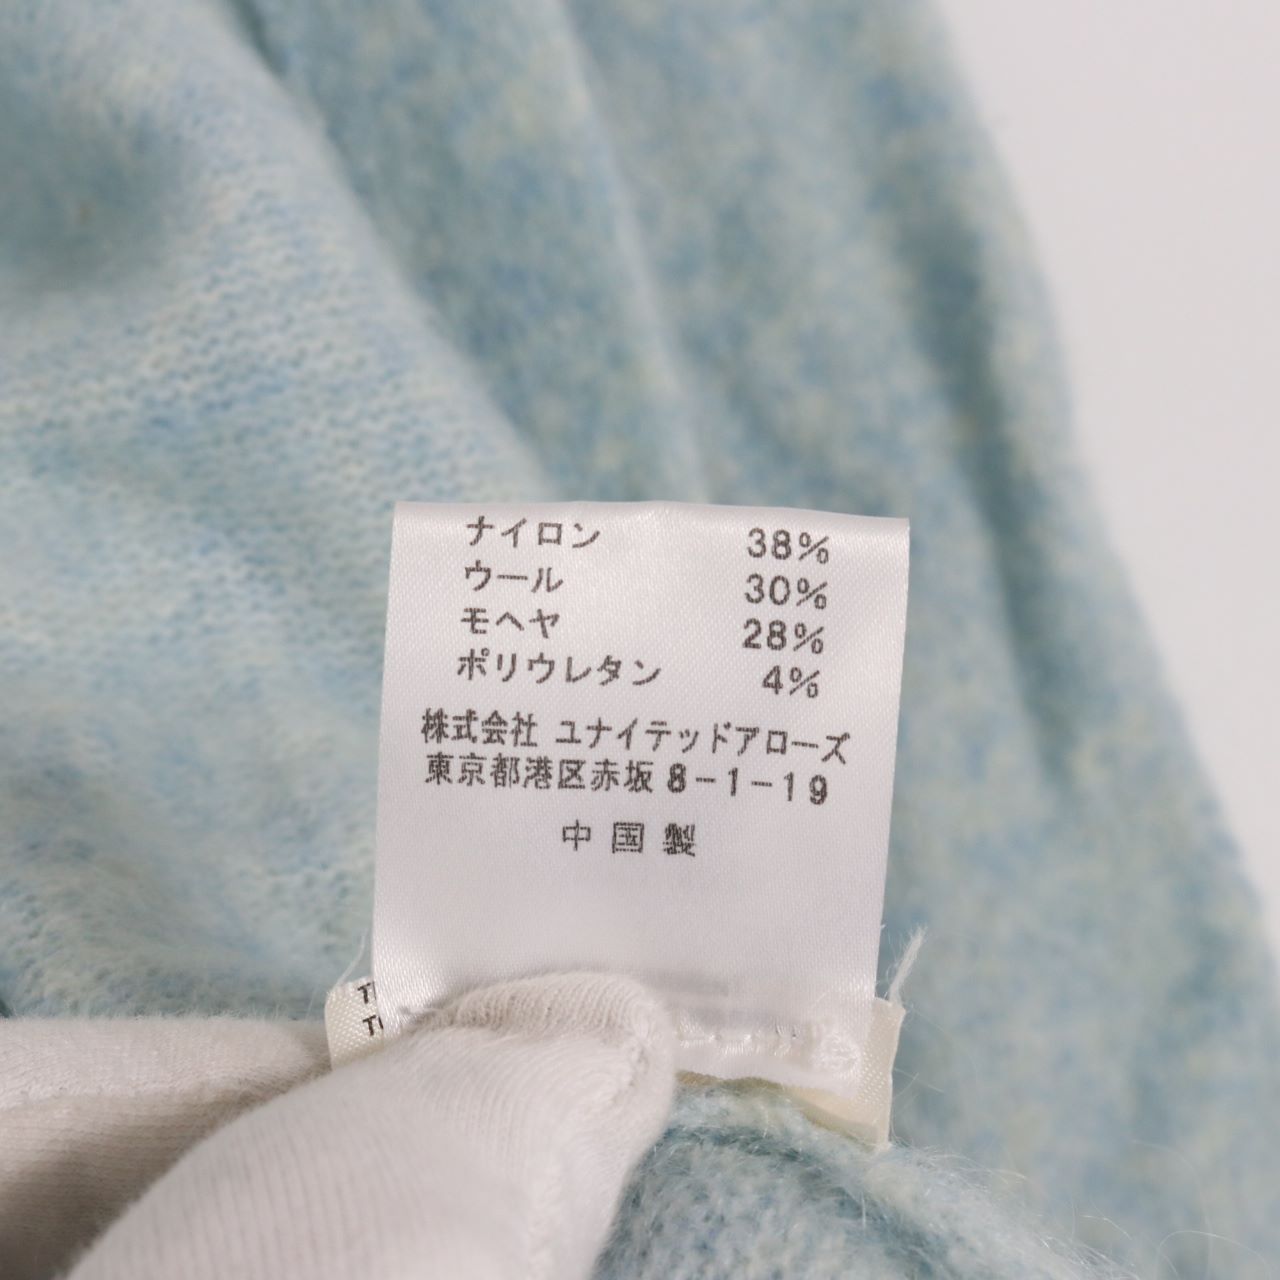 ナイロン 38%
ウール 30%
モヘヤ 28%
ポリウレタン 4%
株式会社 ユナイテッドアローズ
東京都港区赤坂8-1-19
中国製